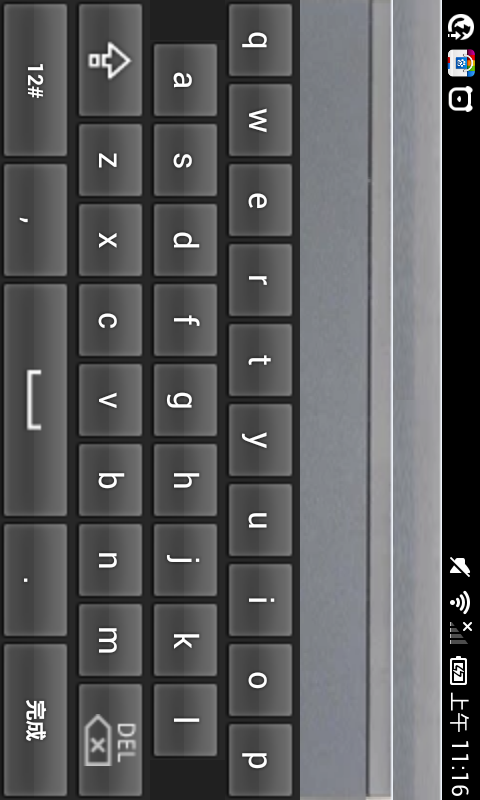 上午 11:16
q w e r t y u i o p
a s d f g h j k l
z x c v b n m DEL
12# , . 完成